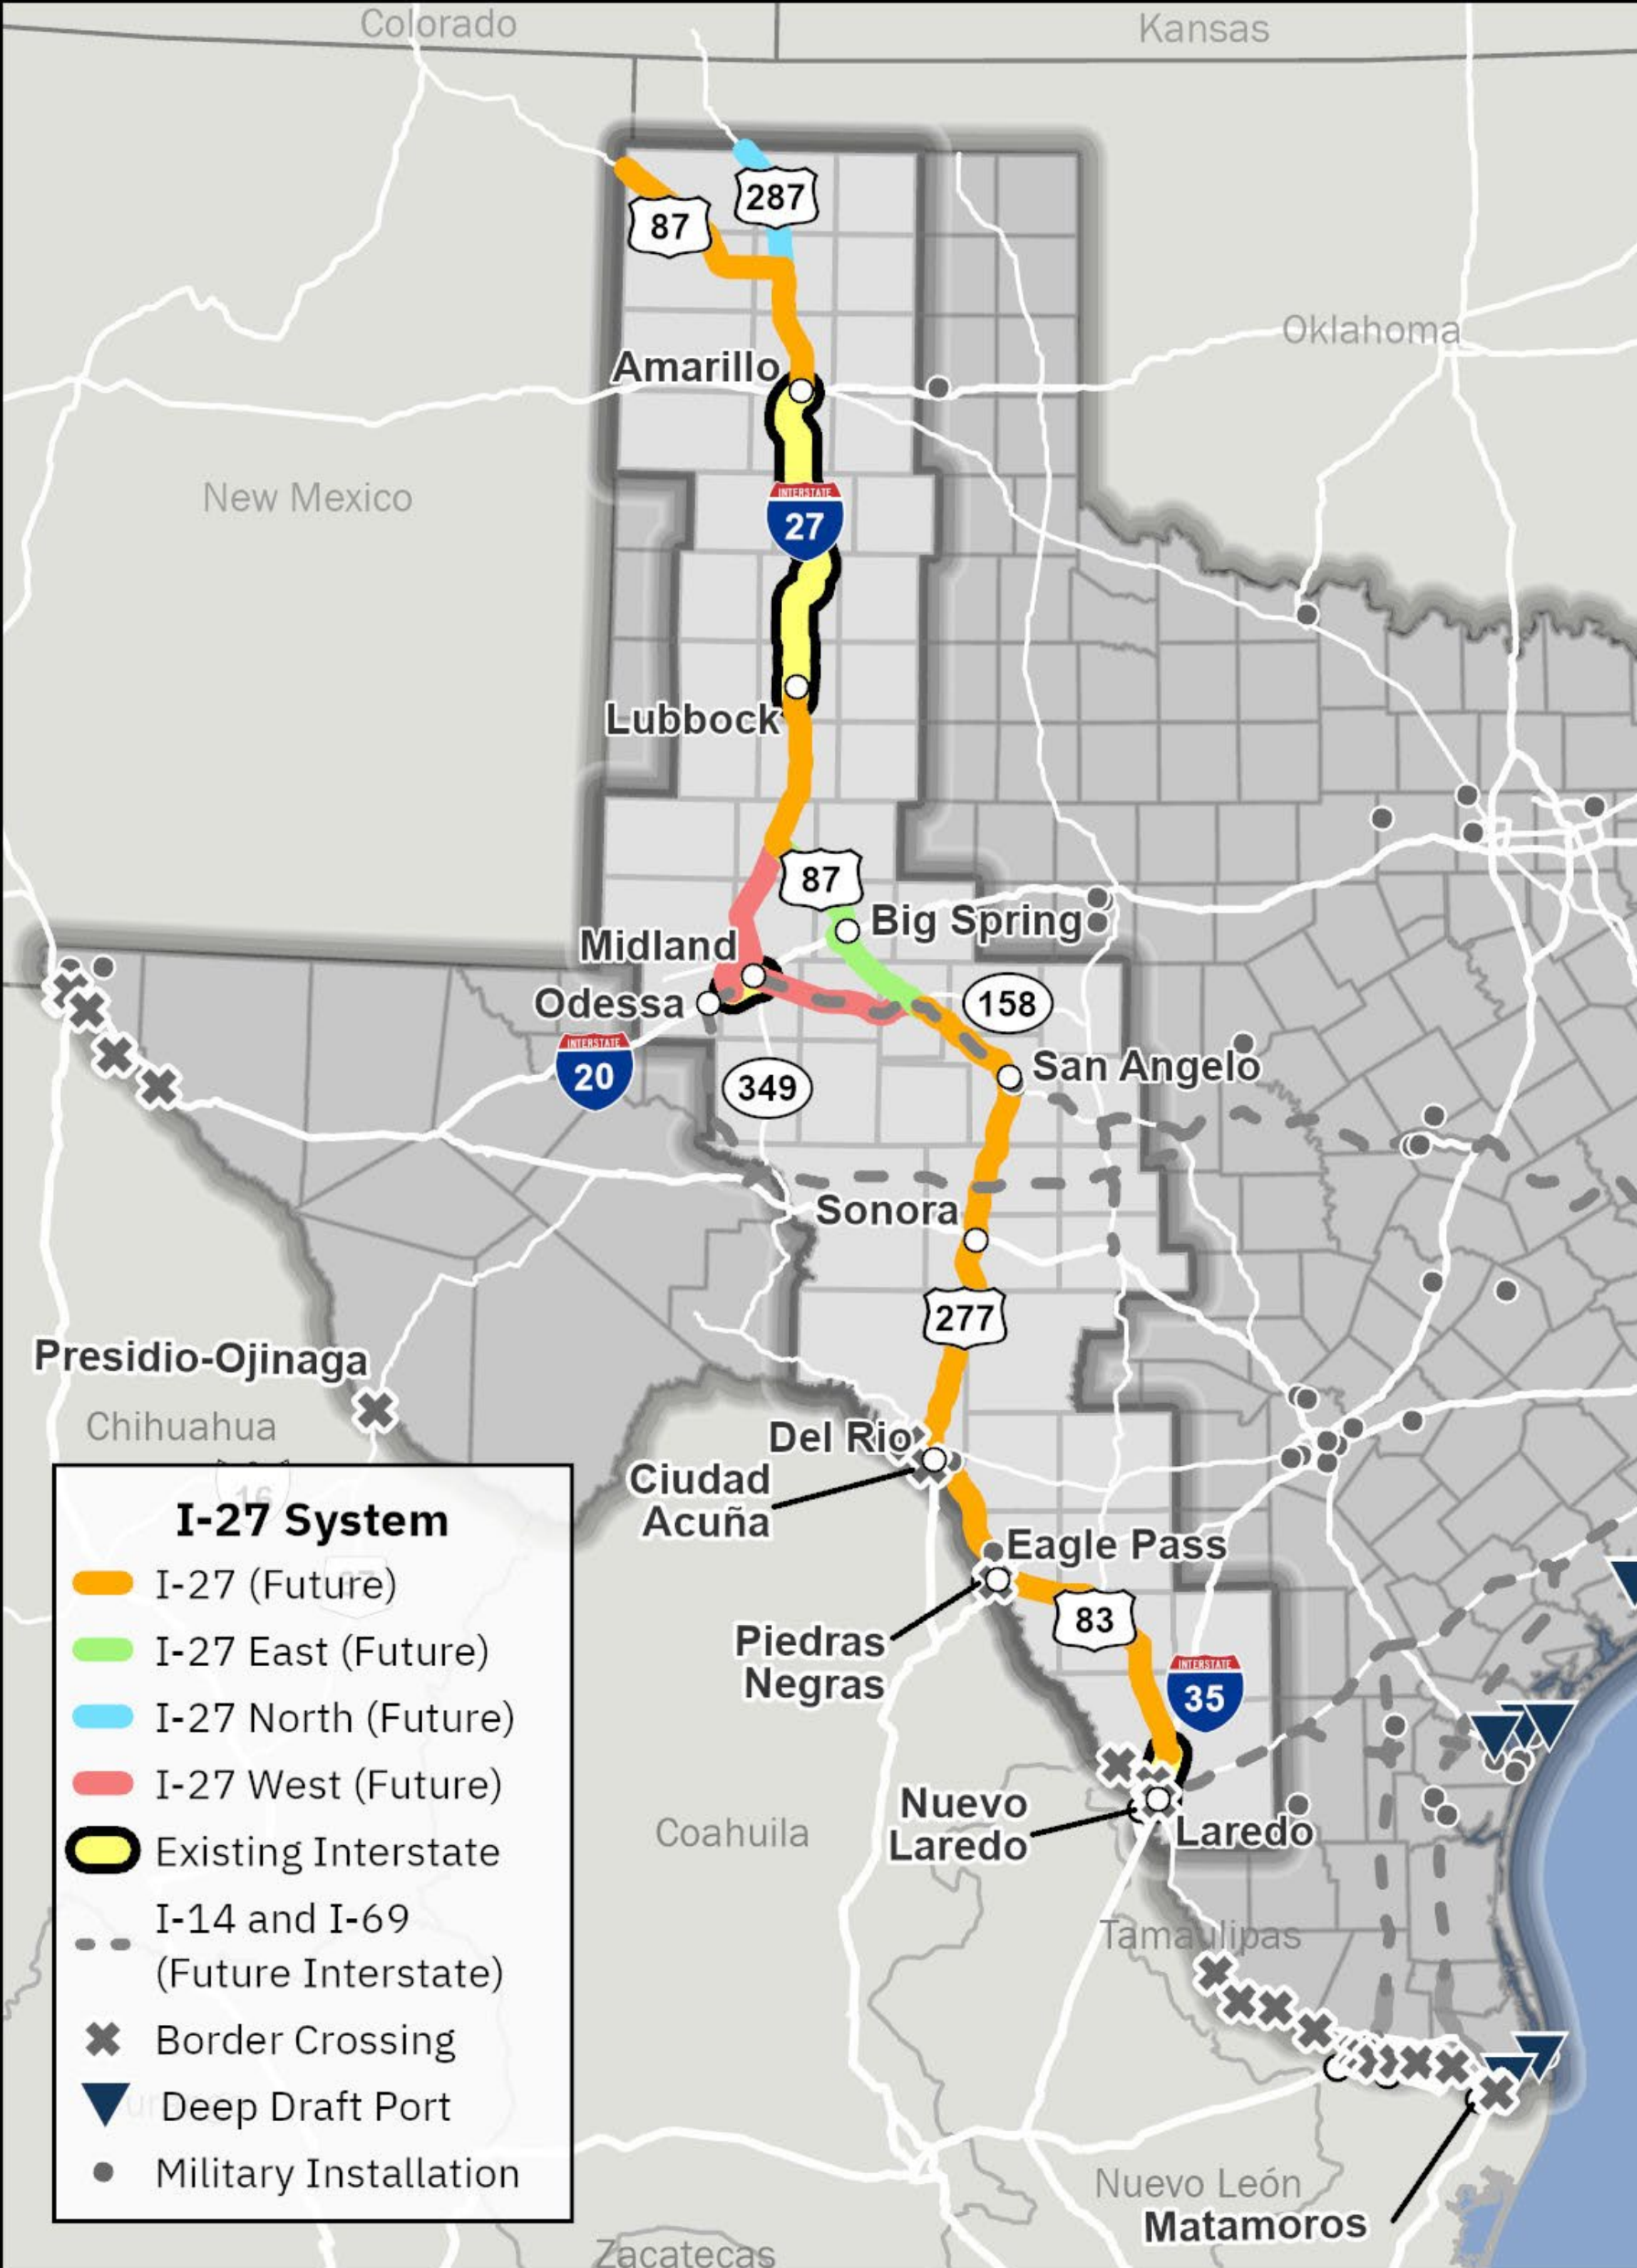 Colorado
Kansas
287
87
Oklahoma
Amarillo
New Mexico
INTERSTATE
27
Lubbock
87
Big Spring
Midland
Odessa
158
INTERSTATE
20
349
San Angelo
Sonora
277
Presidio-Ojinaga
Chihuahua
Del Rio
Ciudad
Acuña
Eagle Pass
83
Piedras
Negras
INTERSTATE
35
Nuevo
Laredo
Laredo
Coahuila
Tamaulipas
Nuevo León
Matamoros
Zacatecas
16
I-27 System
I-27 (Future)
I-27 East (Future)
I-27 North (Future)
I-27 West (Future)
Existing Interstate
I-14 and I-69
(Future Interstate)
Border Crossing
Deep Draft Port
Military Installation